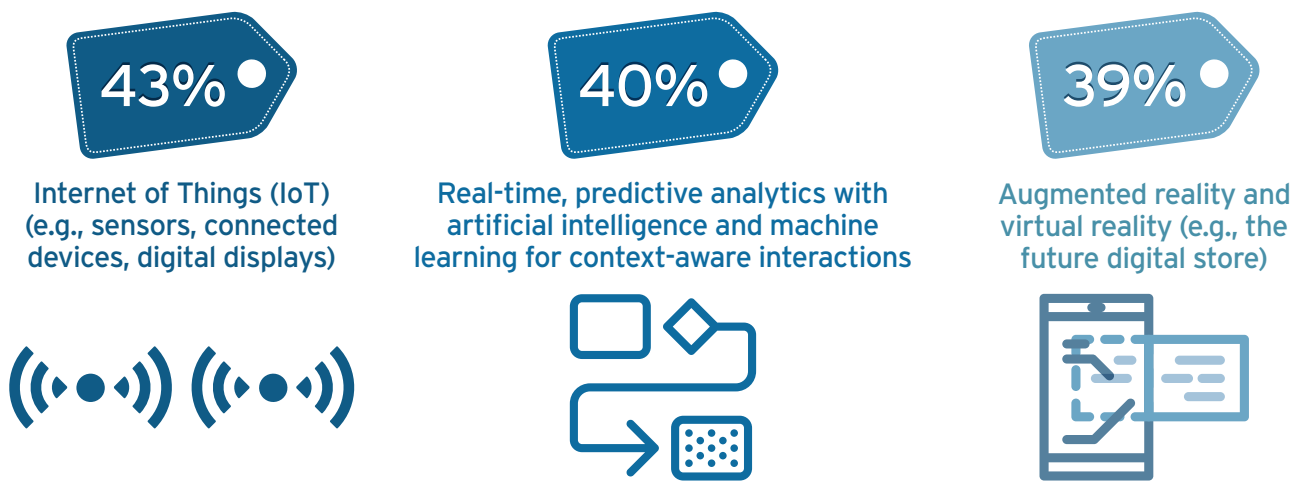 43%
Internet of Things (IoT)
(e.g., sensors, connected
devices, digital displays)
40%
Real-time, predictive analytics with
artificial intelligence and machine
learning for context-aware interactions
39%
Augmented reality and
virtual reality (e.g., the
future digital store)